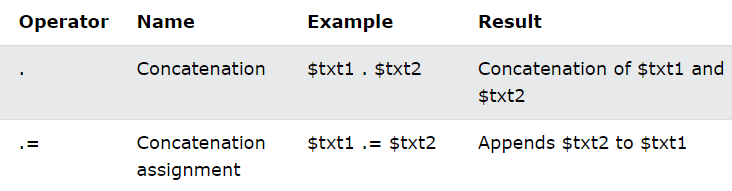 Operator Name Example Result
. Concatenation $txt1 . $txt2 Concatenation of $txt1 and
$txt2
.= Concatenation $txt1 .= $txt2 Appends $txt2 to $txt1
assignment